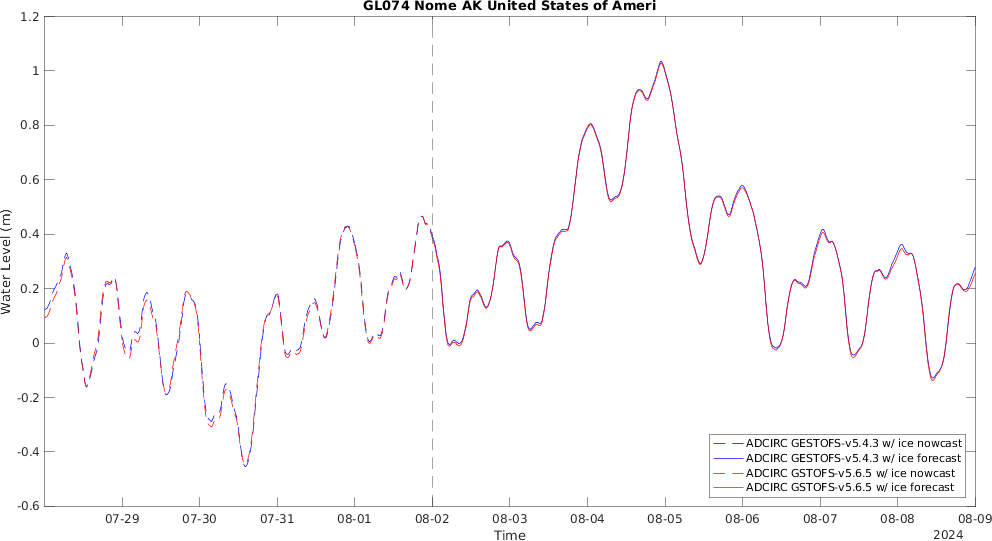 GL074 Nome AK United States of Ameri
1.2
1
0.8
0.6
0.4
0.2
0
-0.2
-0.4
-0.6
Water Level (m)
07-29 07-30 07-31 08-01 08-02 08-03 08-04 08-05 08-06 08-07 08-08 08-09
Time
2024
ADCIRC GESTOFS-v5.4.3 w/ ice nowcast
ADCIRC GESTOFS-v5.4.3 w/ ice forecast
ADCIRC GSTOFS-v5.6.5 w/ ice nowcast
ADCIRC GSTOFS-v5.6.5 w/ ice forecast